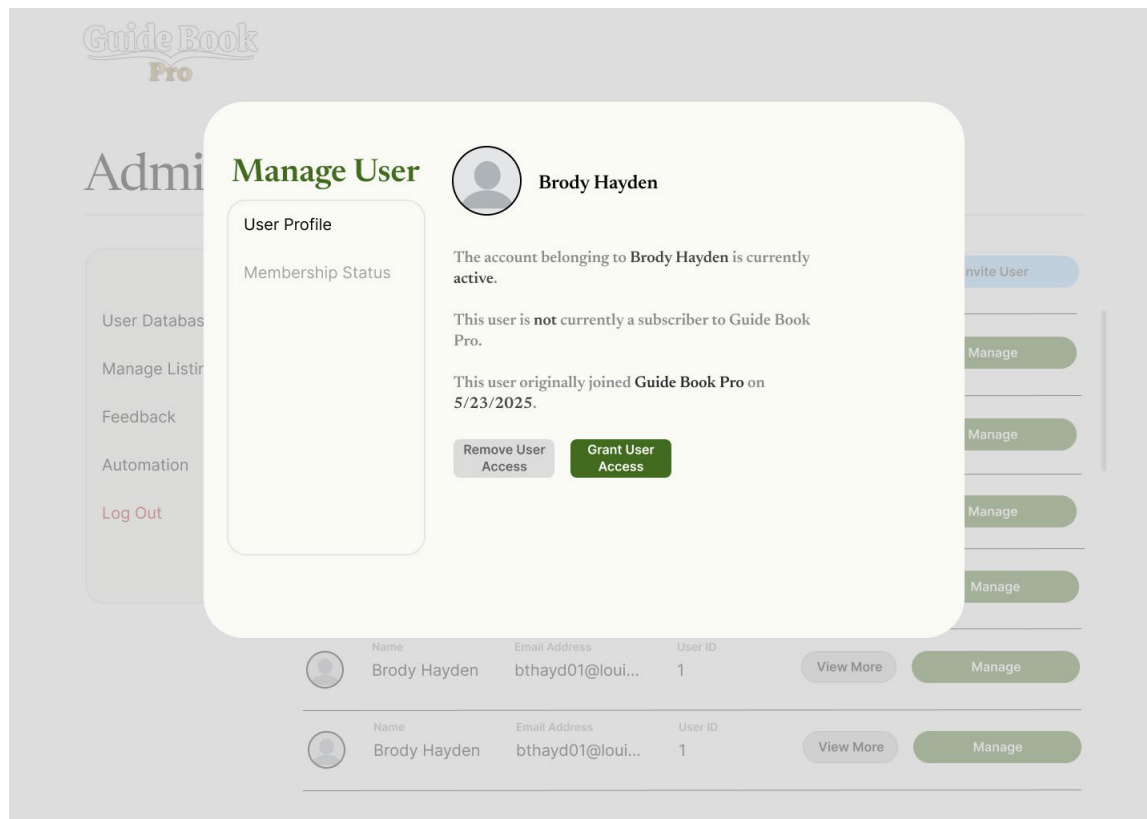 Guide Book
Pro
Admi
Manage User
Brody Hayden
User Profile
Membership Status
The account belonging to Brody Hayden is currently
active.
This user is not currently a subscriber to Guide Book
Pro.
This user originally joined Guide Book Pro on
5/23/2025.
Remove User
Access
Grant User
Access
User Databas
Manage Listin
Feedback
Automation
Log Out
nvite User
Manage
Manage
Manage
Manage
Name Email Address User ID
Brody Hayden bthayd01@loui... 1 View More Manage
Name Email Address User ID
Brody Hayden bthayd01@loui... 1 View More Manage